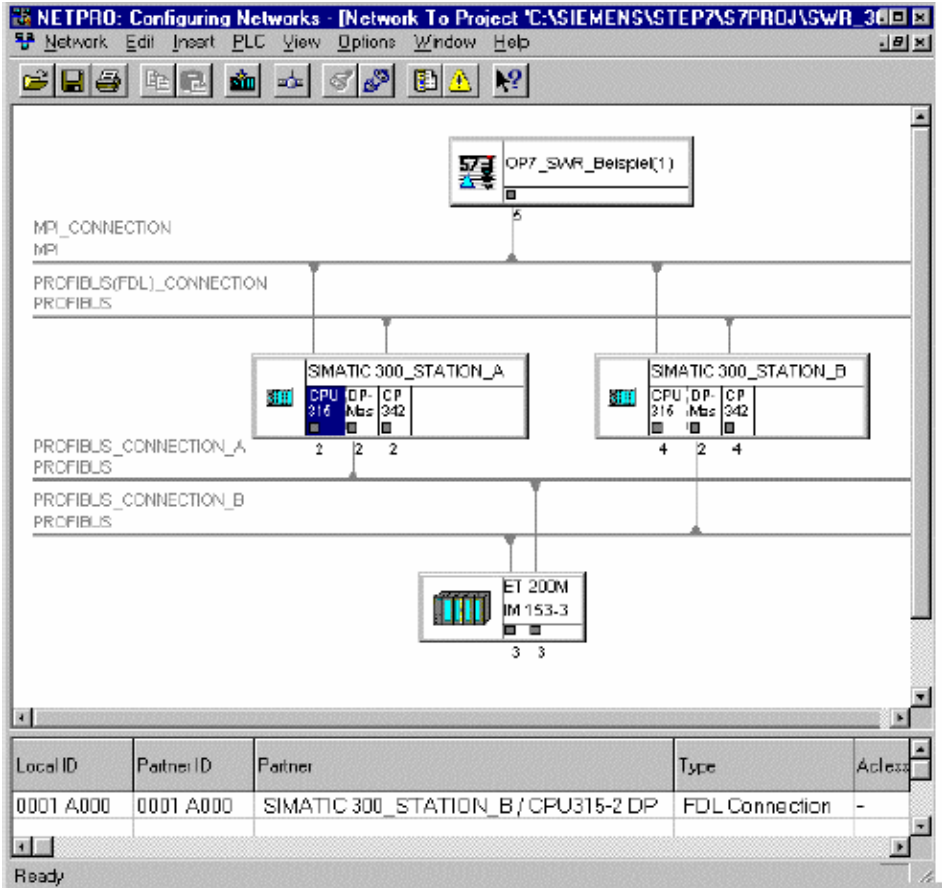 NETPRO: Configuring Networks - [Network To Project 'C:\SIEMENS\STEP7\S7PROJ\SWR_30
Network Edit Insert PLC View Options Window Help
OP7_SWR_Beispiel(1)
6
MPI_CONNECTION
MPI
PROFIBUS(FDL)_CONNECTION
PROFIBUS
SIMATIC 300_STATION_A SIMATIC 300_STATION_B
CPU DP- CP CPU DP- CP
316 Mas 342 316 Mas 342
2 2 2 4 2 4
PROFIBUS_CONNECTION_A
PROFIBUS
PROFIBUS_CONNECTION_B
PROFIBUS
ET 200M
IM 153-3
3 3
Local ID Partner ID Partner Type
0001 A000 0001 A000 SIMATIC 300_STATION_B / CPU315-2 DP FDL Connection -
Ready